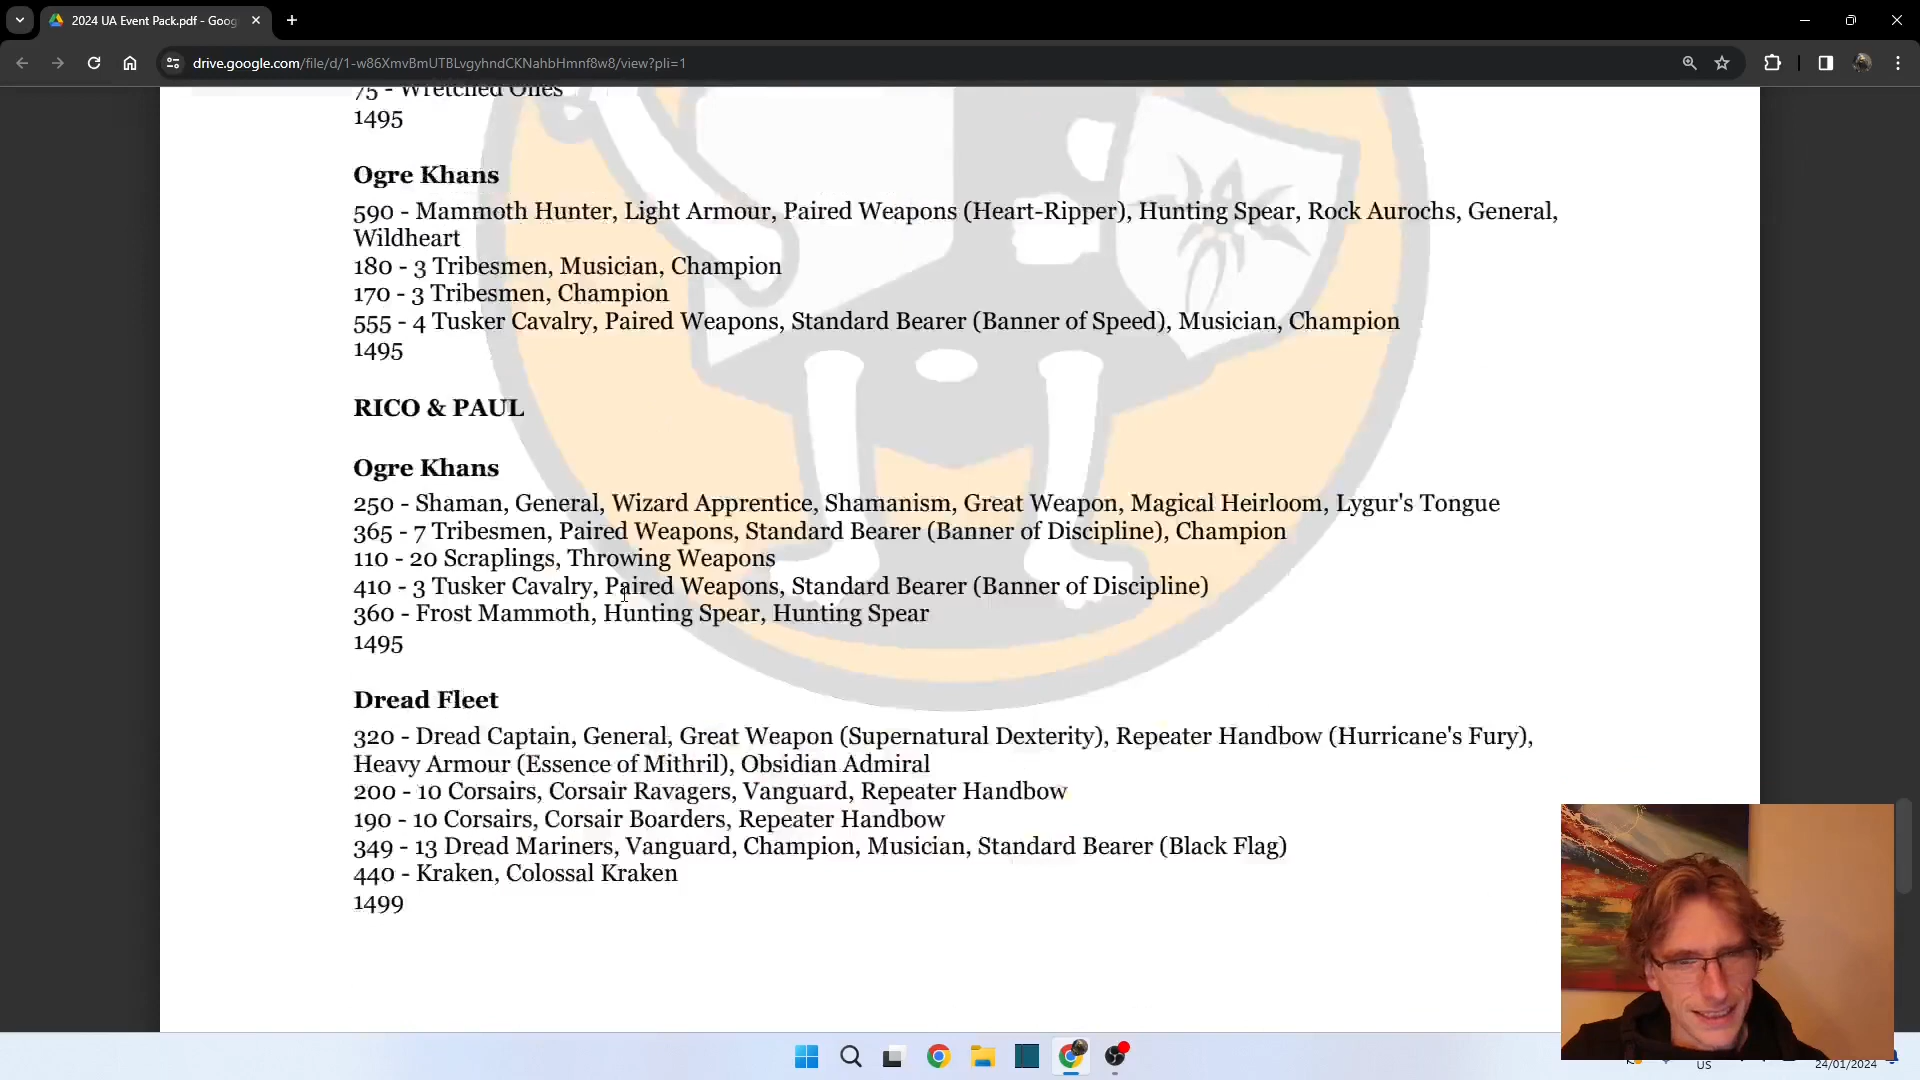 2024 UA Event Pack.pdf - Goog
drive.google.com/file/d/1-w86XmvBmUTBLvgyhndCKNahbHmnf8w8/view?pli=1
75 - Wretched Ones
1495
Ogre Khans
590 - Mammoth Hunter, Light Armour, Paired Weapons (Heart-Ripper), Hunting Spear, Rock Aurochs, General,
Wildheart
180 - 3 Tribesmen, Musician, Champion
170 - 3 Tribesmen, Champion
555 - 4 Tusker Cavalry, Paired Weapons, Standard Bearer (Banner of Speed), Musician, Champion
1495
RICO & PAUL
Ogre Khans
250 - Shaman, General, Wizard Apprentice, Shamanism, Great Weapon, Magical Heirloom, Lygur's Tongue
365 - 7 Tribesmen, Paired Weapons, Standard Bearer (Banner of Discipline), Champion
110 - 20 Scraplings, Throwing Weapons
410 - 3 Tusker Cavalry, Paired Weapons, Standard Bearer (Banner of Discipline)
360 - Frost Mammoth, Hunting Spear, Hunting Spear
1495
Dread Fleet
320 - Dread Captain, General, Great Weapon (Supernatural Dexterity), Repeater Handbow (Hurricane's Fury),
Heavy Armour (Essence of Mithril), Obsidian Admiral
200 - 10 Corsairs, Corsair Ravagers, Vanguard, Repeater Handbow
190 - 10 Corsairs, Corsair Boarders, Repeater Handbow
349 - 13 Dread Mariners, Vanguard, Champion, Musician, Standard Bearer (Black Flag)
440 - Kraken, Colossal Kraken
1499
US
24/01/2024